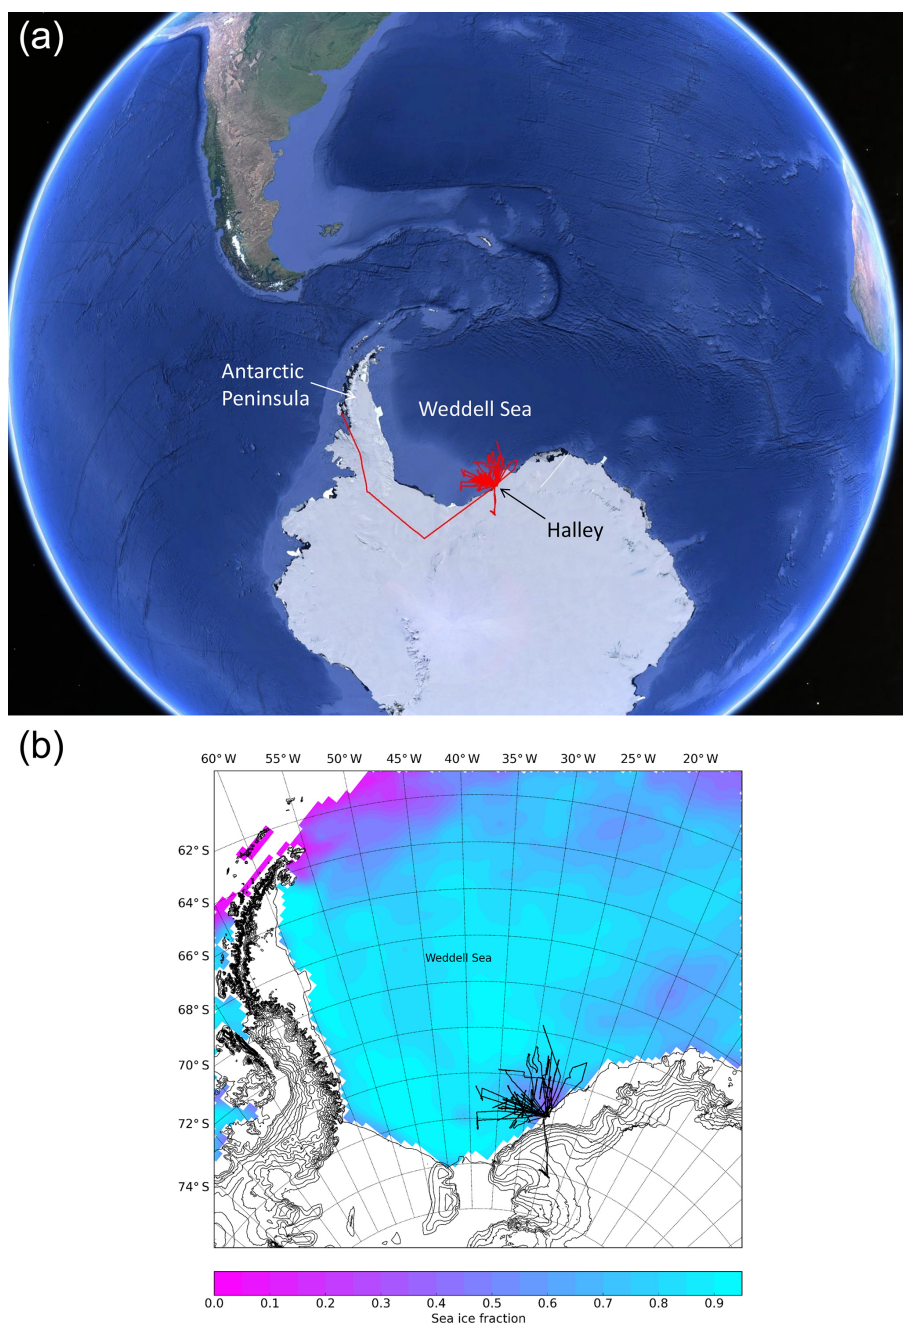 (a)
Antarctic
Peninsula
Weddell Sea
Halley
(b)
60°W 55°W 50°W 45°W 40°W 35°W 30°W 20°W
62°S
64°S
66°S
68°S
70°S
72°S
74°S
Weddell Sea
0.0 0.1 0.2 0.3 0.4 0.5 0.6 0.7 0.8 0.9
Sea ice fraction